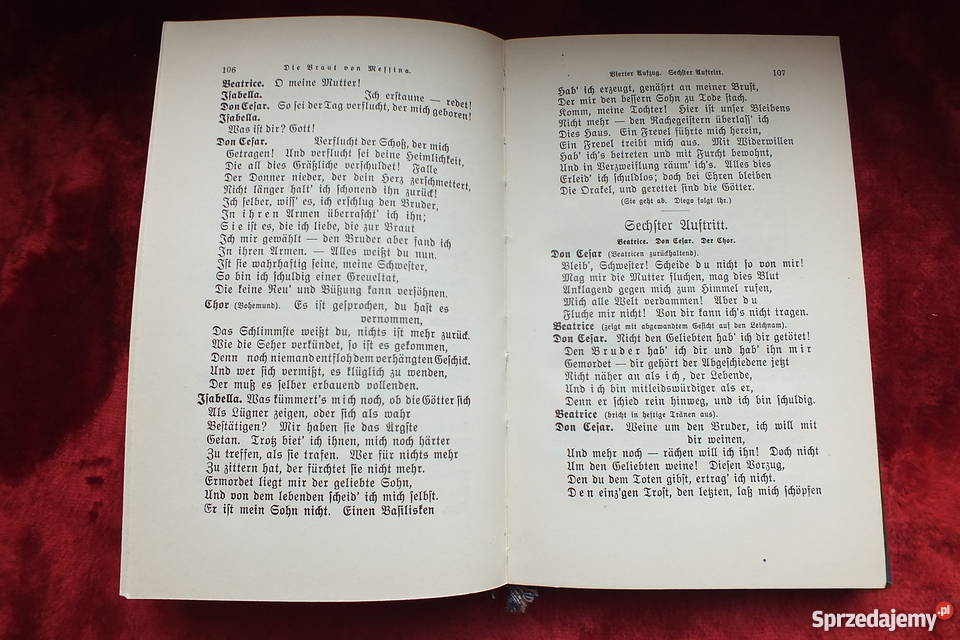 106 Die Braut von Messina.
Beatrice. O meine Mutter!
Isabella. Ich erstaune — redet!
Don Cesar. So sei der Tag verflucht, der mich geboren!
Isabella.
Was ist dir? Gott!
Don Cesar. Verflucht der Schoß, der mich
Getragen! Und verflucht sei deine Heimlichkeit,
Die all dies Gräßliche verschuldet! Falle
Der Donner nieder, der dein Herz zerschmettert,
Nicht länger halt' ich schonend ihn zurück!
Ich selber, wiss' es, ich erschlug den Bruder,
In ihren Armen überrascht' ich ihn;
Sie ist es, die ich liebe, die zur Braut
Ich mir gewählt — den Bruder aber fand ich
In ihren Armen. — Alles weißt du nun.
Ist sie wahrhaftig seine, meine Schwester,
So bin ich schuldig einer Greueltat,
Die keine Reu' und Büßung kann versöhnen.
Chor (Bohemund). Es ist gesprochen, du hast es
vernommen,
Das Schlimmste weißt du, nichts ist mehr zurück.
Wie die Seher verkündet, so ist es gekommen,
Denn noch niemand entfloh dem verhängten Geschick.
Und wer sich vermißt, es klüglich zu wenden,
Der muß es selber erbauend vollenden.
Isabella. Was kümmert's mich noch, ob die Götter sich
Als Lügner zeigen, oder sich als wahr
Bestätigen? Mir haben sie das Ärgste
Getan. Trotz biet' ich ihnen, mich noch härter
Zu treffen, als sie trafen. Wer für nichts mehr
Zu zittern hat, der fürchtet sie nicht mehr.
Ermordet liegt mir der geliebte Sohn,
Und von dem lebenden scheid' ich mich selbst.
Er ist mein Sohn nicht. Einen Basilisken
Vierter Aufzug. Sechster Auftritt. 107
Hab' ich erzeugt, genährt an meiner Brust,
Der mir den bessern Sohn zu Tode stach.
Komm, meine Tochter! Hier ist unser Bleibens
Nicht mehr — den Rachegeistern überlass' ich
Dies Haus. Ein Frevel führte mich herein,
Ein Frevel treibt mich aus. Mit Widerwillen
Hab' ich's betreten und mit Furcht bewohnt,
Und in Verzweiflung räum' ich's. Alles dies
Erleid' ich schuldlos; doch bei Ehren bleiben
Die Orakel, und gerettet sind die Götter.
(Sie geht ab. Diego folgt ihr.)
Sechster Auftritt.
Beatrice. Don Cesar. Der Chor.
Don Cesar (Beatricen zurückhaltend).
Bleib', Schwester! Scheide du nicht so von mir!
Mag mir die Mutter fluchen, mag dies Blut
Anklagend gegen mich zum Himmel rufen,
Mich alle Welt verdammen! Aber du
Fluche mir nicht! Von dir kann ich's nicht tragen.
Beatrice (zeigt mit abgewandtem Gesicht auf den Leichnam).
Don Cesar. Nicht den Geliebten hab' ich dir getötet!
Den Bruder hab' ich dir und hab' ihn mir
Gemordet — dir gehört der Abgeschiedene jetzt
Nicht näher an als ich, der Lebende,
Und ich bin mitleidswürdiger als er,
Denn er schied rein hinweg, und ich bin schuldig.
Beatrice (bricht in heftige Tränen aus).
Don Cesar. Weine um den Bruder, ich will mit
dir weinen,
Und mehr noch — rächen will ich ihn! Doch nicht
Um den Geliebten weine! Diesen Vorzug,
Den du dem Toten gibst, ertrag' ich nicht.
Den einz'gen Trost, den letzten, laß mich schöpfen
Sprzedajemy.pl